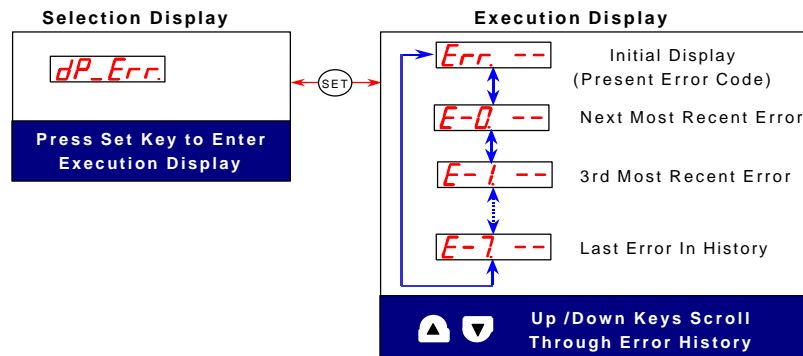 Selection Display
dP_Err.
Press Set Key to Enter
Execution Display
SET
Execution Display
Err. --
Initial Display
(Present Error Code)
E-0. --
Next Most Recent Error
E-1. --
3rd Most Recent Error
E-7. --
Last Error In History
Up /Down Keys Scroll
Through Error History